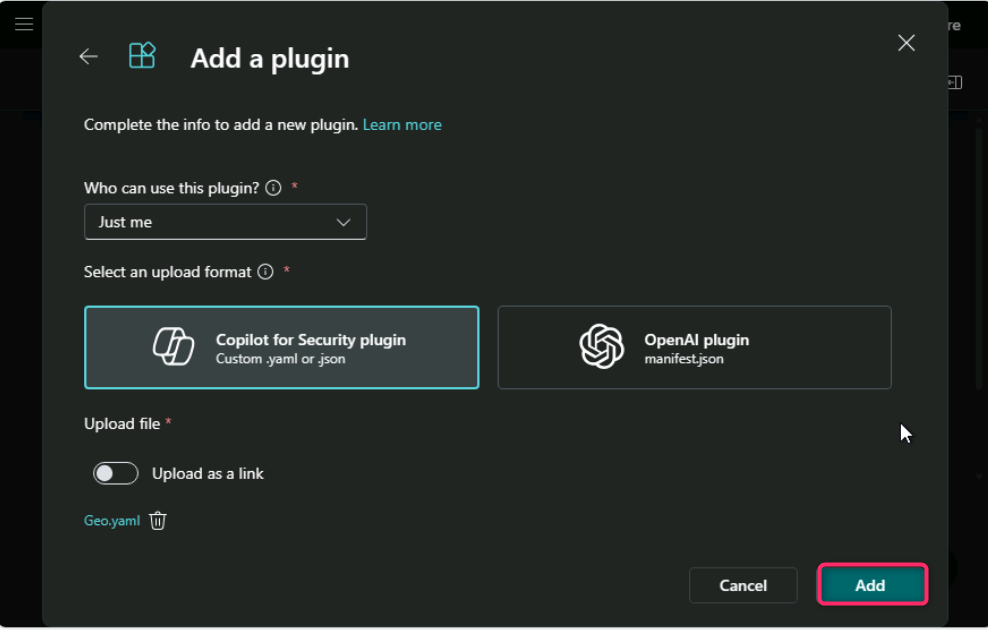 re
Add a plugin
Complete the info to add a new plugin. Learn more
Who can use this plugin? *
Just me
Select an upload format *
Copilot for Security plugin
Custom .yaml or .json
OpenAI plugin
manifest.json
Upload file *
Upload as a link
Geo.yaml
Cancel
Add